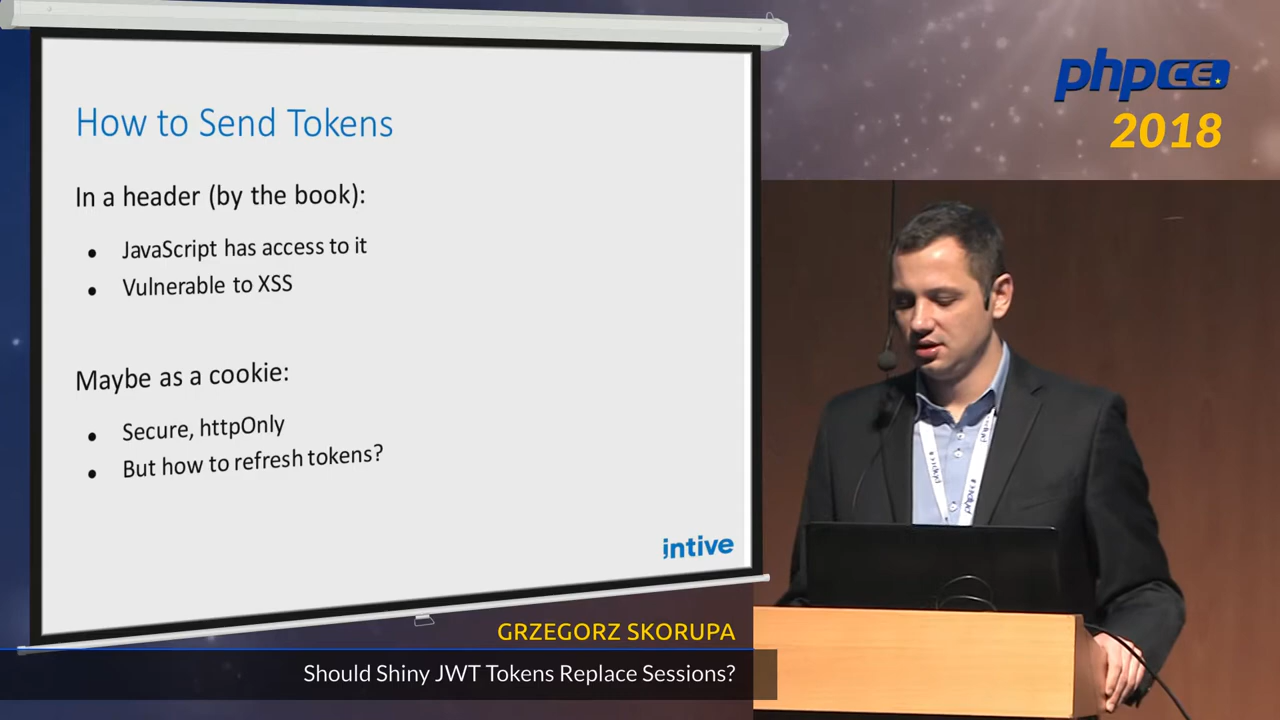 How to Send Tokens
In a header (by the book):
• JavaScript has access to it
• Vulnerable to XSS
Maybe as a cookie:
• Secure, httpOnly
• But how to refresh tokens?
intive
phpCE.
2018
GRZEGORZ SKORUPA
Should Shiny JWT Tokens Replace Sessions?